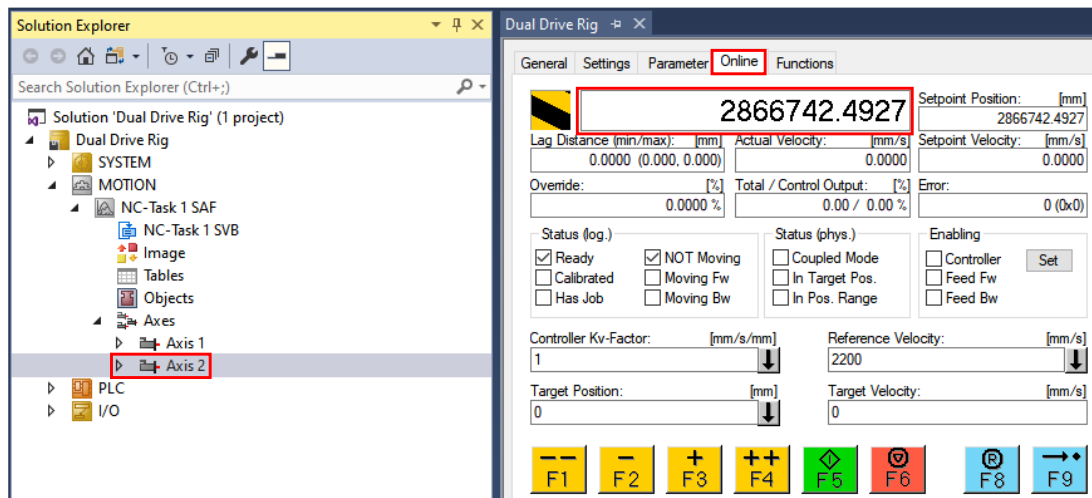 Solution Explorer
Search Solution Explorer (Ctrl+;)
Solution 'Dual Drive Rig' (1 project)
Dual Drive Rig
SYSTEM
MOTION
NC-Task 1 SAF
NC-Task 1 SVB
Image
Tables
Objects
Axes
Axis 1
Axis 2
PLC
I/O
Dual Drive Rig
General Settings Parameter Online Functions
2866742.4927
Setpoint Position: [mm]
2866742.4927
Lag Distance (min/max): [mm] Actual Velocity: [mm/s] Setpoint Velocity: [mm/s]
0.0000 (0.000, 0.000) 0.0000 0.0000
Override: [%] Total / Control Output: [%] Error:
0.0000 % 0.00 / 0.00 % 0 (0x0)
Status (log.) Status (phys.) Enabling
Ready NOT Moving Coupled Mode Controller Set
Calibrated Moving Fw In Target Pos. Feed Fw
Has Job Moving Bw In Pos. Range Feed Bw
Controller Kv-Factor: [mm/s/mm] Reference Velocity: [mm/s]
1 2200
Target Position: [mm] Target Velocity: [mm/s]
0 0
-- - + ++ R
F1 F2 F3 F4 F5 F6 F8 F9